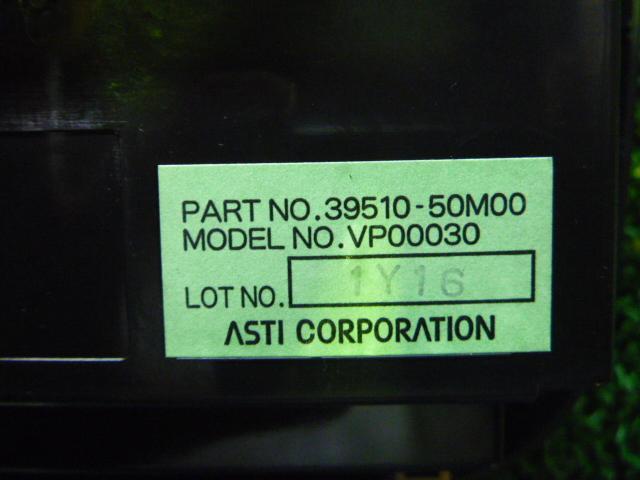 PART NO.39510-50M00
MODEL NO.VP00030
LOT NO. 1Y16
ASTI CORPORATION